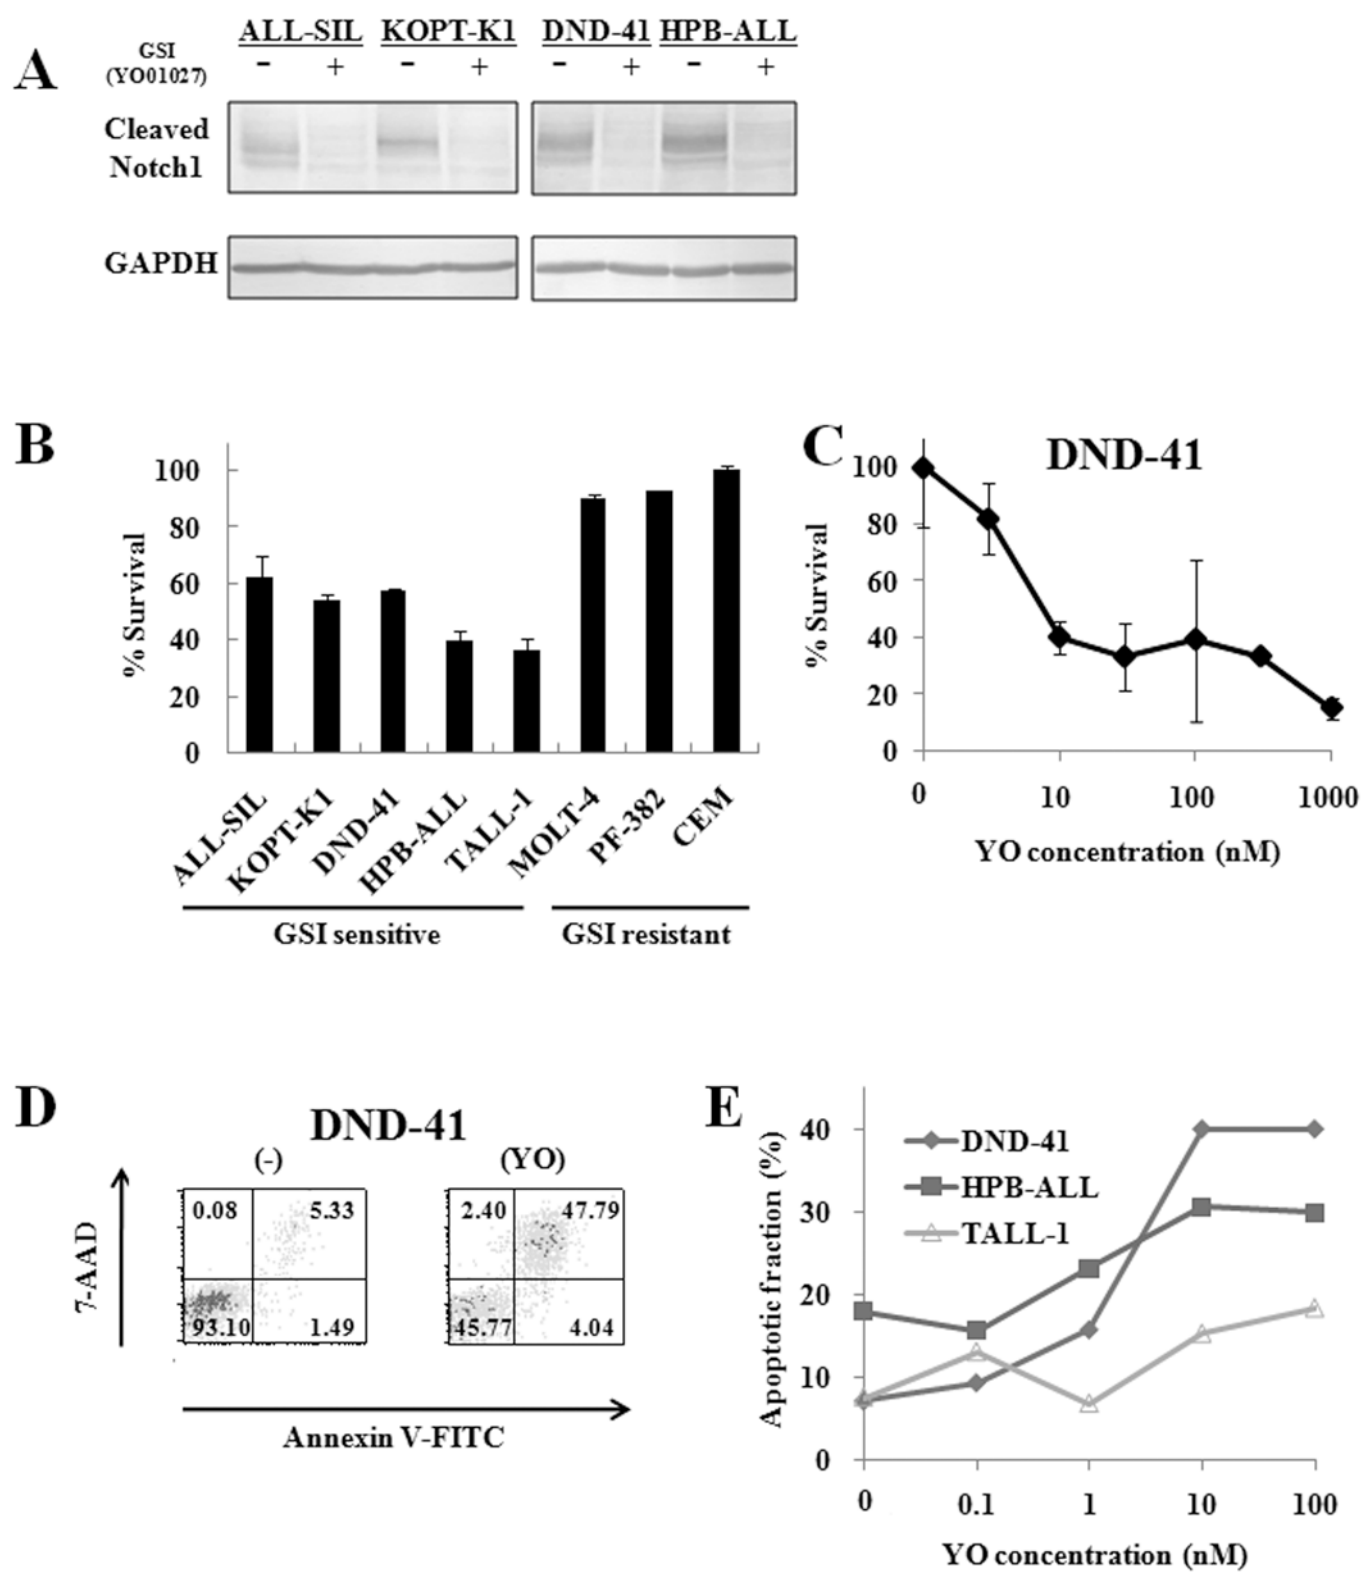 A
GSI
(YO01027)
ALL-SIL KOPT-K1 DND-41 HPB-ALL
- + - + - + - +
Cleaved
Notch1
GAPDH
B
% Survival
100
80
60
40
20
0
ALL-SIL
KOPT-K1
DND-41
HPB-ALL
TALL-1
MOLT-4
PF-382
CEM
GSI sensitive
GSI resistant
C
DND-41
% Survival
100
80
60
40
20
0
0 10 100 1000
YO concentration (nM)
D
DND-41
(-) (YO)
7-AAD
0.08 5.33
93.10 1.49
2.40 47.79
45.77 4.04
Annexin V-FITC
E
Apoptotic fraction (%)
40
30
20
10
0
DND-41
HPB-ALL
TALL-1
0 0.1 1 10 100
YO concentration (nM)